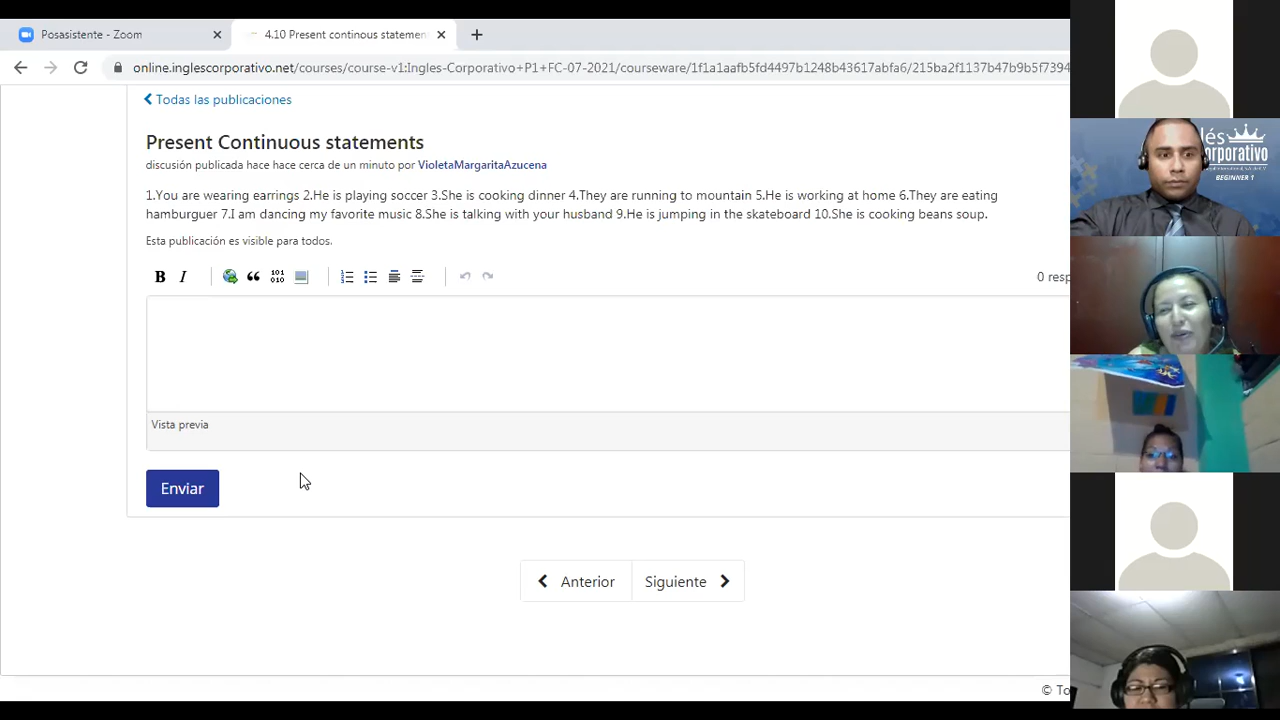 Posasistente - Zoom
4.10 Present continous statemen
online.inglescorporativo.net/courses/course-v1:Ingles-Corporativo+P1+FC-07-2021/courseware/1f1a1aafb5fd4497b1248b43617abfa6/215ba2f1137b47b9b5f7394
Todas las publicaciones
Present Continuous statements
discusión publicada hace hace cerca de un minuto por VioletaMargaritaAzucena
1.You are wearing earrings 2.He is playing soccer 3.She is cooking dinner 4.They are running to mountain 5.He is working at home 6.They are eating
hamburguer 7.I am dancing my favorite music 8.She is talking with your husband 9.He is jumping in the skateboard 10.She is cooking beans soup.
Esta publicación es visible para todos.
B I
101
010
0 resp
Vista previa
Enviar
Anterior
Siguiente
© To
lés
orporativo
BEGINNER 1